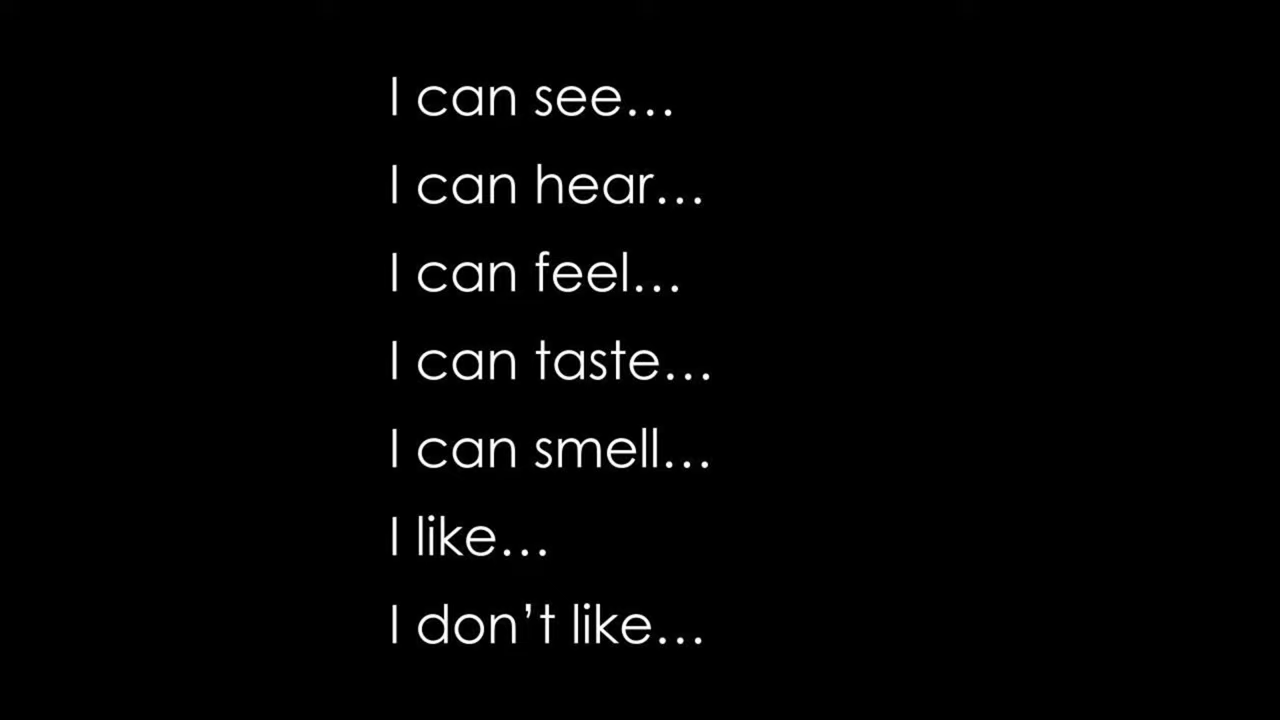 I can see…
I can hear…
I can feel…
I can taste…
I can smell…
I like…
I don’t like…